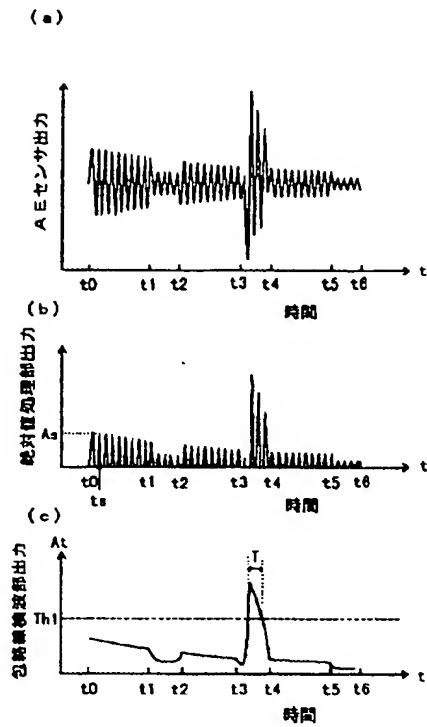 (a)
AEセンサ出力
t0 t1 t2 t3 t4 t5 t6 t
時間
(b)
絶対値処理部出力
As
t0 t1 t2 t3 t4 t5 t6 t
ts
時間
(c)
包絡線検波部出力
At
T
Th1
t0 t1 t2 t3 t4 t5 t6 t
時間